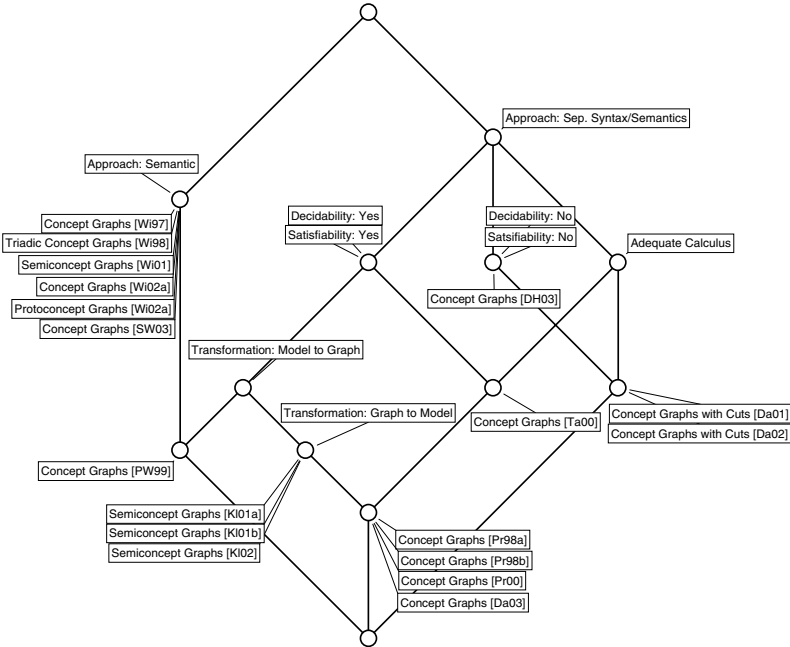 Approach: Sep. Syntax/Semantics
Approach: Semantic
Concept Graphs [Wi97]
Triadic Concept Graphs [Wi98]
Semiconcept Graphs [Wi01]
Concept Graphs [Wi02a]
Protoconcept Graphs [Wi02a]
Concept Graphs [SW03]
Decidability: Yes
Satisfiability: Yes
Decidability: No
Satsifiability: No
Adequate Calculus
Concept Graphs [DH03]
Transformation: Model to Graph
Transformation: Graph to Model
Concept Graphs [Ta00]
Concept Graphs with Cuts [Da01]
Concept Graphs with Cuts [Da02]
Concept Graphs [PW99]
Semiconcept Graphs [Kl01a]
Semiconcept Graphs [Kl01b]
Semiconcept Graphs [Kl02]
Concept Graphs [Pr98a]
Concept Graphs [Pr98b]
Concept Graphs [Pr00]
Concept Graphs [Da03]